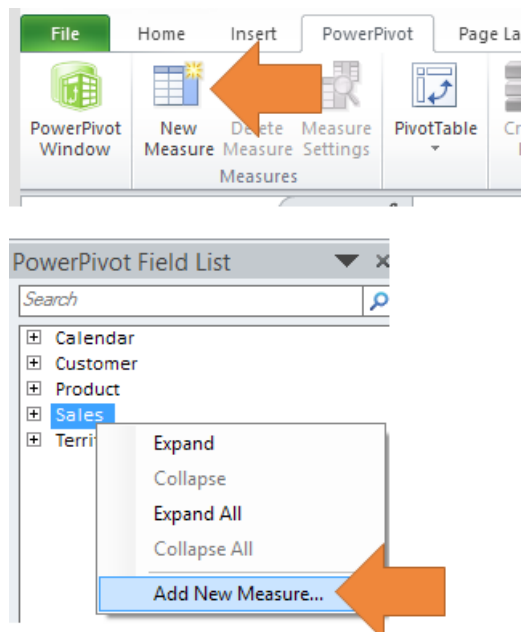 File Home Insert PowerPivot Page La
PowerPivot Window
New Measure
Delete Measure
Measure Settings
PivotTable
Measures
PowerPivot Field List
Search
Calendar
Customer
Product
Sales
Expand
Collapse
Expand All
Collapse All
Add New Measure...